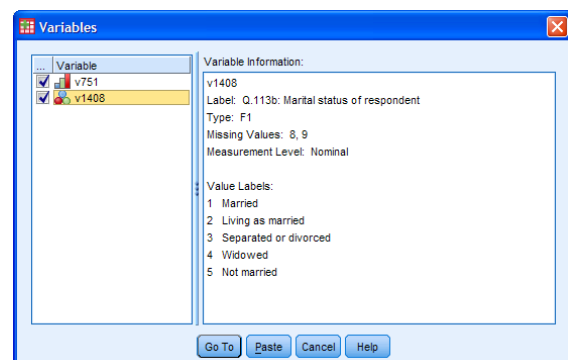 Variables
... Variable
v751
v1408
Variable Information:
v1408
Label: Q.113b: Marital status of respondent
Type: F1
Missing Values: 8, 9
Measurement Level: Nominal
Value Labels:
1 Married
2 Living as married
3 Separated or divorced
4 Widowed
5 Not married
Go To Paste Cancel Help